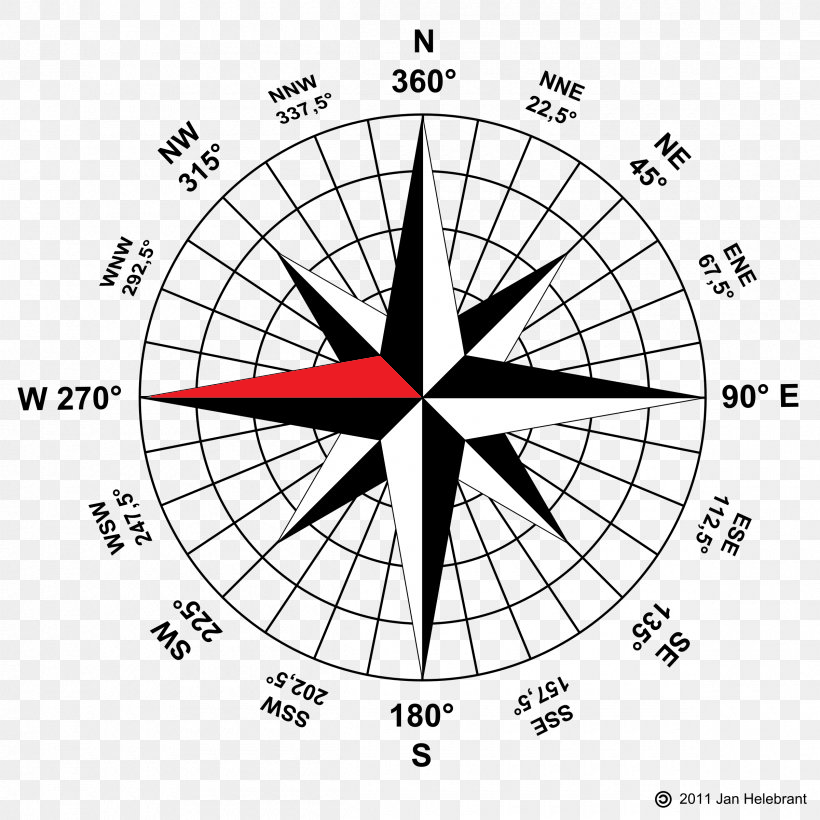 N
360°
NNE
22,5°
NE
45°
ENE
67,5°
90° E
ESE
112,5°
SE
135°
SSE
157,5°
180°
S
202,5°
SSW
225°
SW
247,5°
WSW
W 270°
WNW
292,5°
NW
315°
NNW
337,5°
🄯 2011 Jan Helebrant